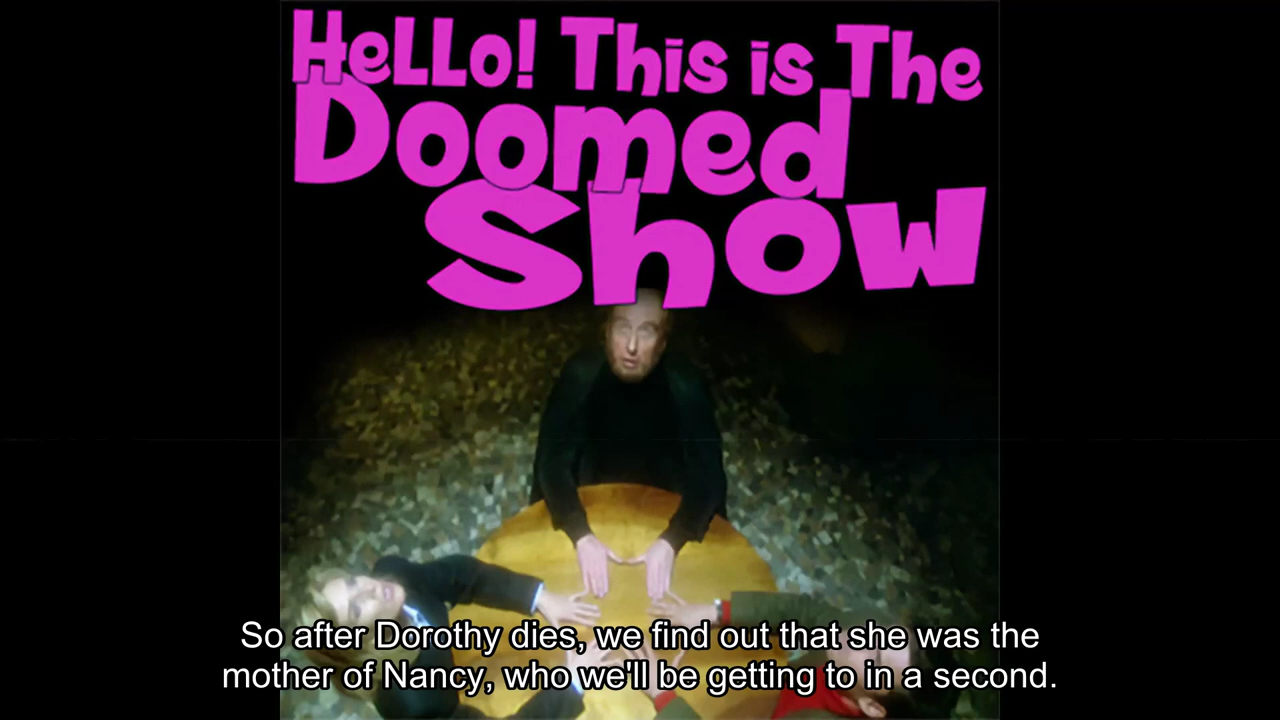 HeLLo! This is The
Doomed
Show
So after Dorothy dies, we find out that she was the
mother of Nancy, who we'll be getting to in a second.